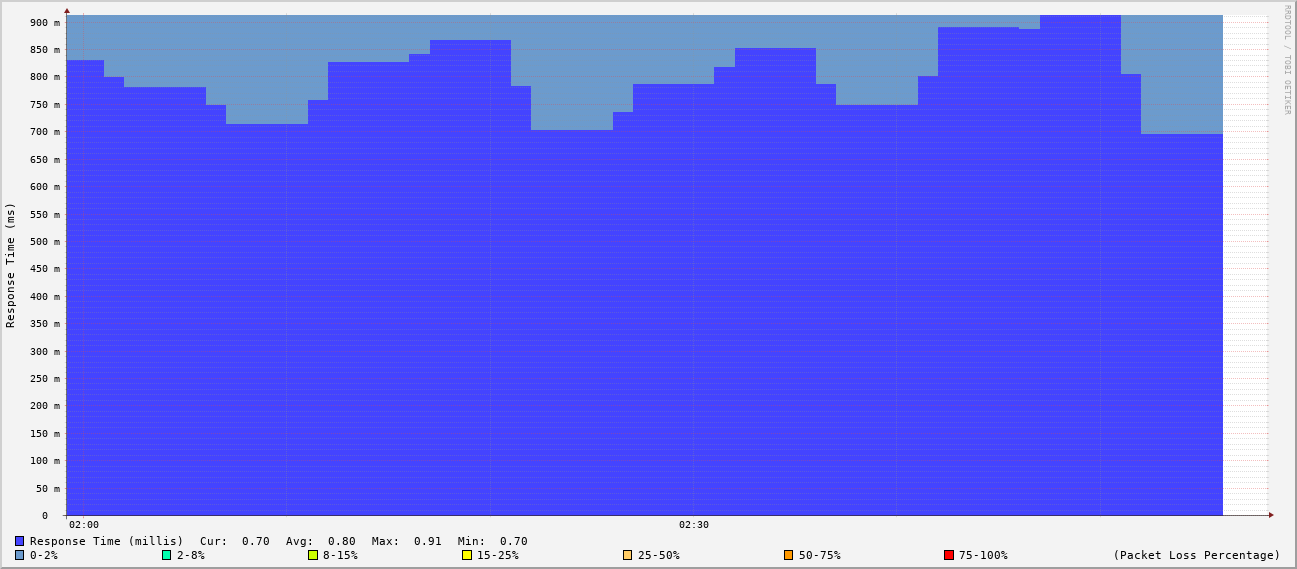 RRDTOOL / TOBI OETIKER
Response Time (ms)
900 m
850 m
800 m
750 m
700 m
650 m
600 m
550 m
500 m
450 m
400 m
350 m
300 m
250 m
200 m
150 m
100 m
50 m
0
02:00 02:30
Response Time (millis) Cur: 0.70 Avg: 0.80 Max: 0.91 Min: 0.70
0-2% 2-8% 8-15% 15-25% 25-50% 50-75% 75-100% (Packet Loss Percentage)